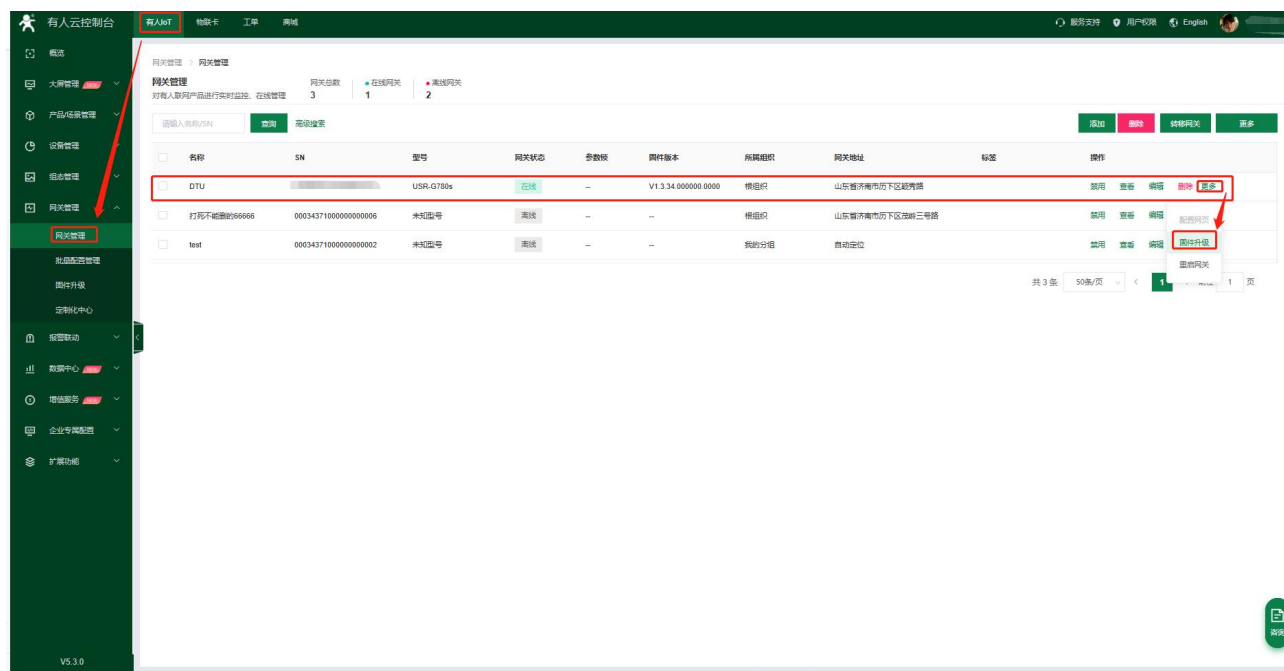 有人云控制台 有人IoT 物联卡 工单 商城 服务支持 用户权限 English
概览
大屏管理
产品/场景管理
设备管理
组态管理
网关管理
网关管理
批量配置管理
固件升级
定制化中心
报警联动
数据中心
增值服务
企业专属配置
扩展功能
V5.3.0
网关管理 > 网关管理
网关管理 网关总数 在线网关 离线网关
对有人联网产品进行实时监控、在线管理 3 1 2
请输入名称/SN 查询 高级搜索 添加 删除 转移网关 更多
名称 SN 型号 网关状态 参数模 固件版本 所属组织 网关地址 标签 操作
DTU USR-G780s 在线 -- V1.3.34.000000.0000 根组织 山东省济南市历下区颖秀路 禁用 查看 编辑 删除 更多
打死不能删的66666 00034371000000000006 未知型号 离线 -- -- 根组织 山东省济南市历下区茂岭三号路 禁用 查看 编辑
test 00034371000000000002 未知型号 离线 -- -- 我的分组 自动定位 禁用 查看 编辑
配置网页
固件升级
重启网关
共 3 条 50条/页 < 1 1 页